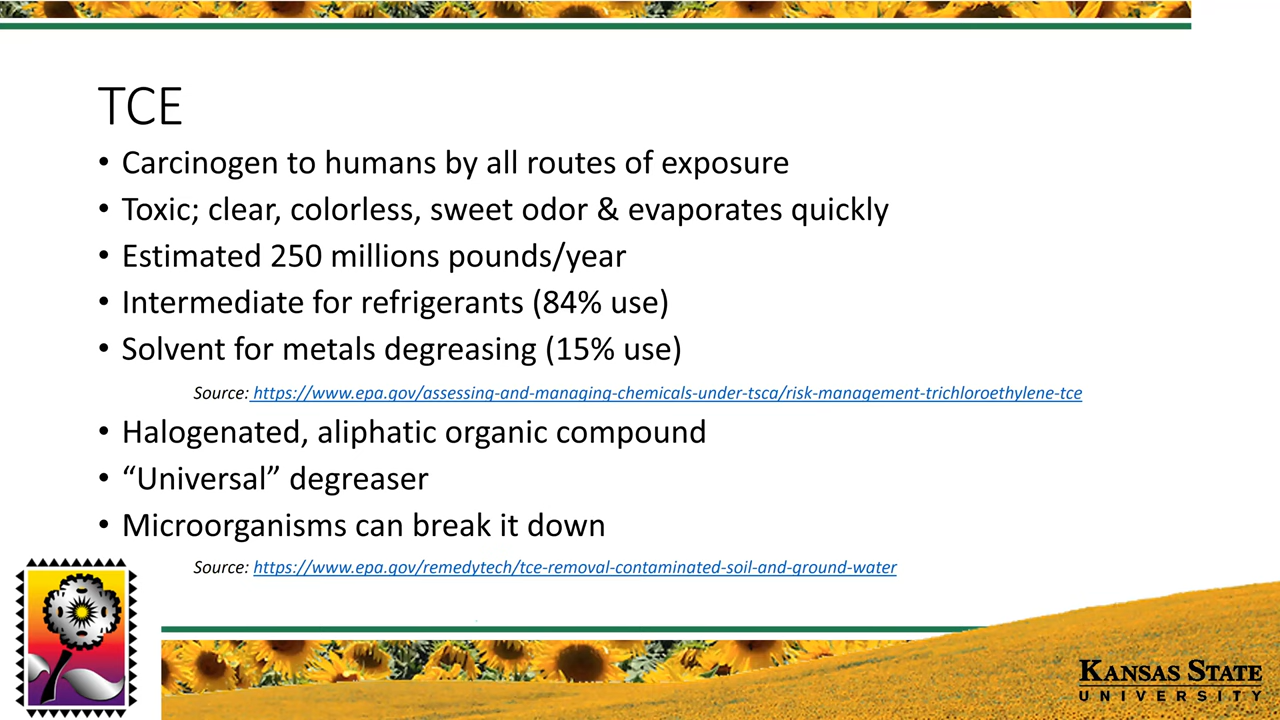 TCE
• Carcinogen to humans by all routes of exposure
• Toxic; clear, colorless, sweet odor & evaporates quickly
• Estimated 250 millions pounds/year
• Intermediate for refrigerants (84% use)
• Solvent for metals degreasing (15% use)
Source: https://www.epa.gov/assessing-and-managing-chemicals-under-tsca/risk-management-trichloroethylene-tce
• Halogenated, aliphatic organic compound
• “Universal” degreaser
• Microorganisms can break it down
Source: https://www.epa.gov/remedytech/tce-removal-contaminated-soil-and-ground-water
KANSAS STATE
UNIVERSITY